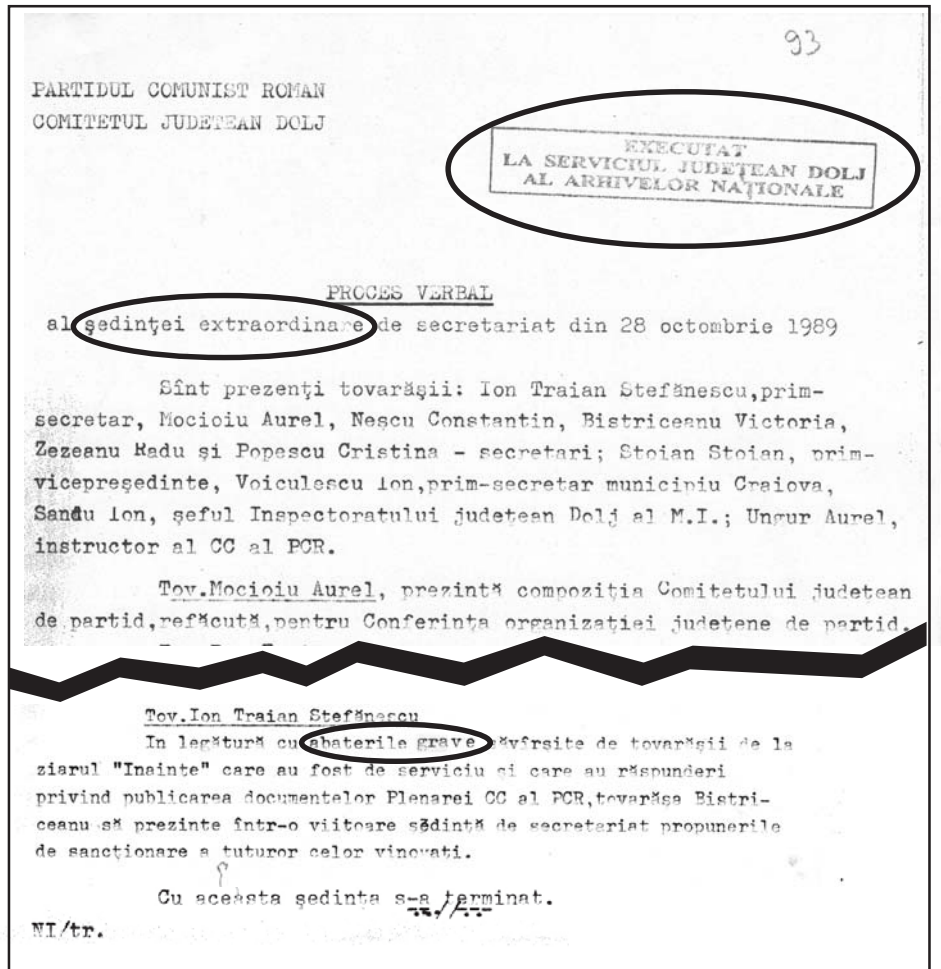 93
PARTIDUL COMUNIST ROMAN
COMITETUL JUDEȚEAN DOLJ
EXECUTAT
LA SERVICIUL JUDEȚEAN DOLJ
AL ARHIVELOR NAȚIONALE
PROCES VERBAL
al ședinței extraordinare de secretariat din 28 octombrie 1989
Sînt prezenți tovarășii: Ion Traian Stefănescu,prim-
secretar, Mocioiu Aurel, Neșcu Constantin, Bistriceanu Victoria,
Zezeanu Radu și Popescu Cristina - secretari; Stoian Stoian, prim-
vicepreședinte, Voiculescu Ion,prim-secretar municipiu Craiova,
Sandu Ion, șeful Inspectoratului județean Dolj al M.I.; Ungur Aurel,
instructor al CC al PCR.
Tov.Mocioiu Aurel, prezintă compoziția Comitetului județean
de partid,refăcută,pentru Conferința organizației județene de partid.
Tov.Ion Traian Stefănescu
In legătură cu abaterile grave săvîrșite de tovarășii de la
ziarul "Inainte" care au fost de serviciu și care au răspunderi
privind publicarea documentelor Plenarei CC al PCR,tovarășa Bistri-
ceanu să prezinte într-o viitoare ședință de secretariat propunerile
de sancționare a tuturor celor vinovați.
Cu aceasta ședința s-a terminat.
NI/tr.